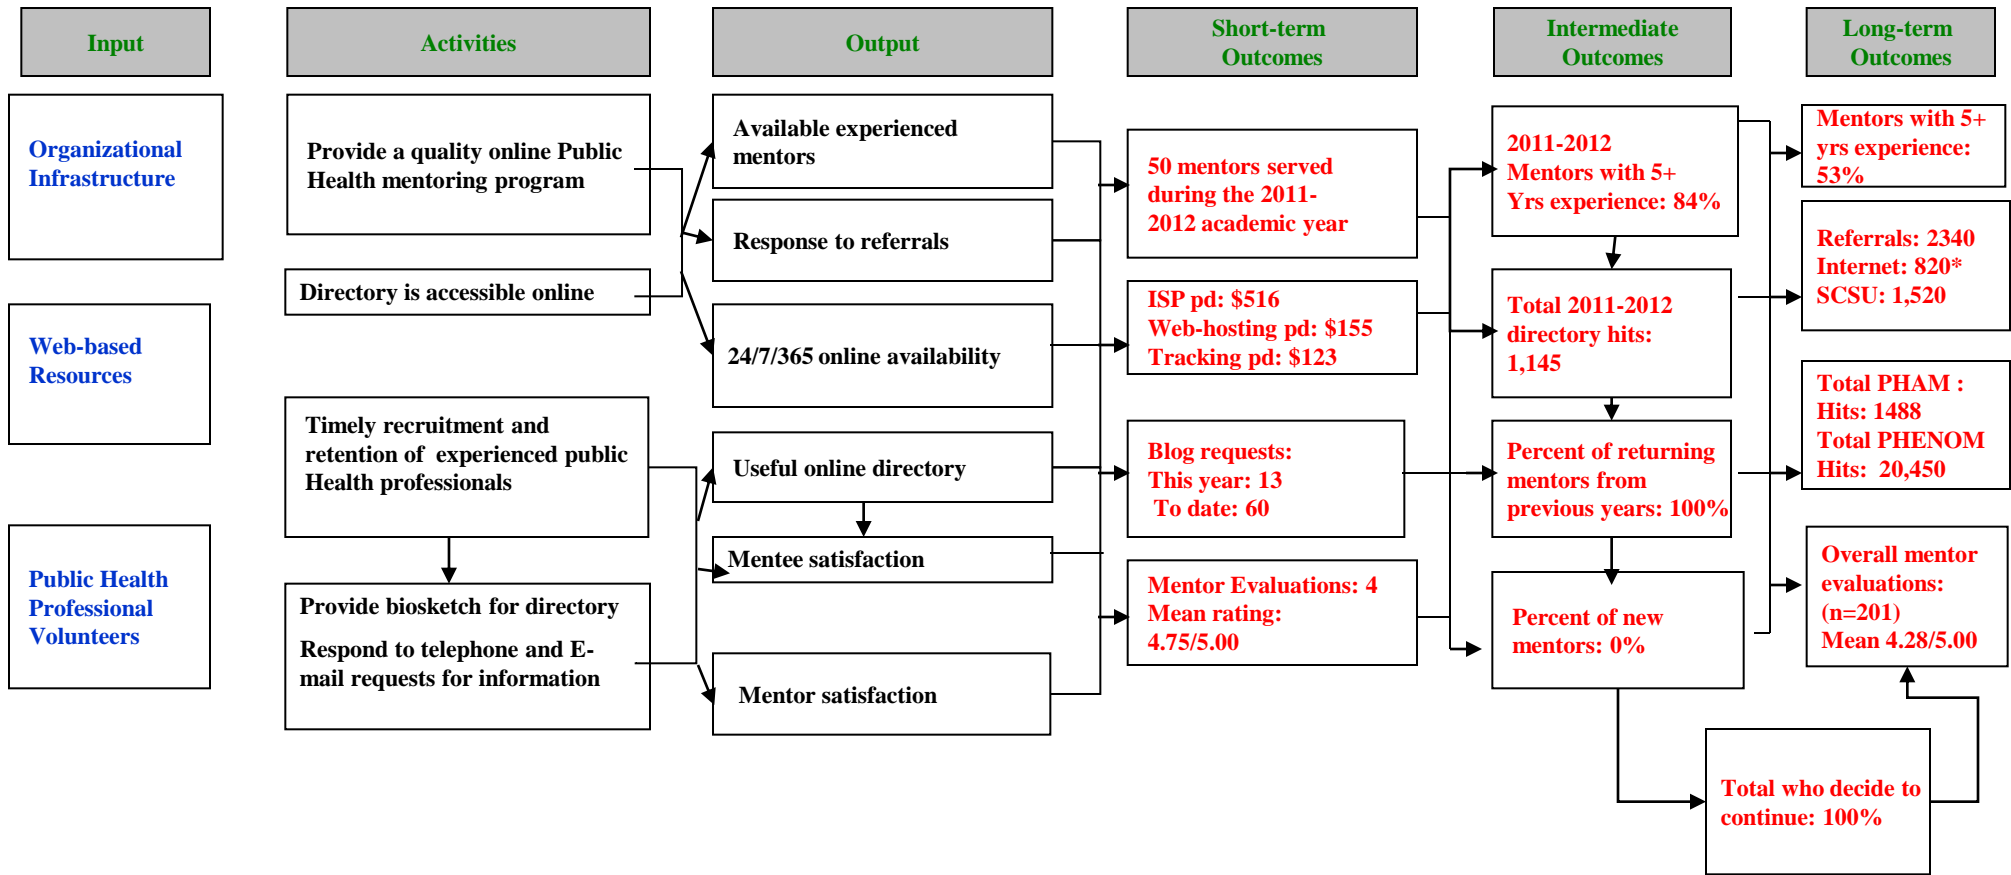 Input
Activities
Output
Short-term
Outcomes
Intermediate
Outcomes
Long-term
Outcomes
Organizational
Infrastructure
Web-based
Resources
Public Health
Professional
Volunteers
Provide a quality online Public
Health mentoring program
Directory is accessible online
Timely recruitment and
retention of experienced public
Health professionals
Provide biosketch for directory
Respond to telephone and E-
mail requests for information
Available experienced
mentors
Response to referrals
24/7/365 online availability
Useful online directory
Mentee satisfaction
Mentor satisfaction
50 mentors served
during the 2011-
2012 academic year
ISP pd: $516
Web-hosting pd: $155
Tracking pd: $123
Blog requests:
This year: 13
To date: 60
Mentor Evaluations: 4
Mean rating:
4.75/5.00
2011-2012
Mentors with 5+
Yrs experience: 84%
Total 2011-2012
directory hits:
1,145
Percent of returning
mentors from
previous years: 100%
Percent of new
mentors: 0%
Total who decide to
continue: 100%
Mentors with 5+
yrs experience:
53%
Referrals: 2340
Internet: 820*
SCSU: 1,520
Total PHAM :
Hits: 1488
Total PHENOM
Hits: 20,450
Overall mentor
evaluations:
(n=201)
Mean 4.28/5.00